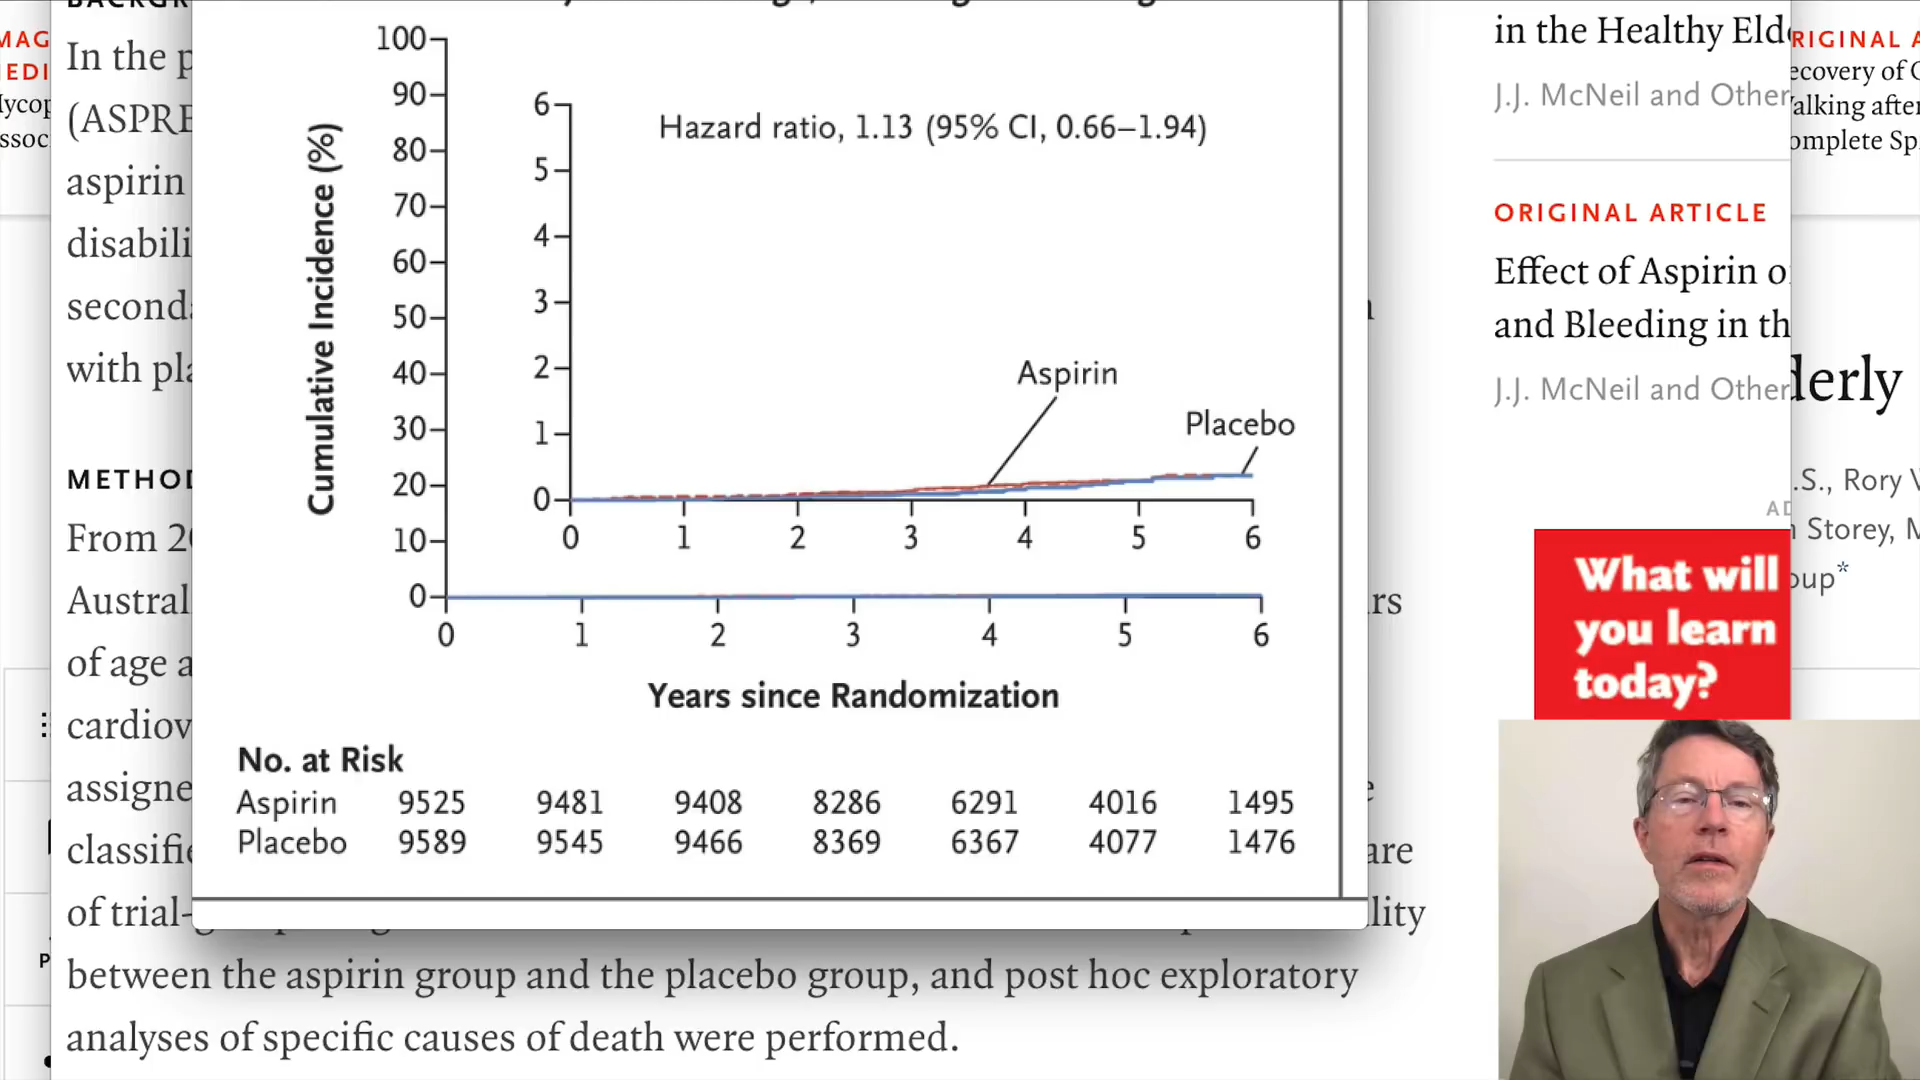 In the p
(ASPRE
aspirin
disabili
second
with pla
METHOD
From 20
Austral
of age a
cardiov
assigne
classifie
of trial-
between the aspirin group and the placebo group, and post hoc exploratory
analyses of specific causes of death were performed.
Cumulative Incidence (%)
100
90
80
70
60
50
40
30
20
10
0
6
5
4
3
2
1
0
Hazard ratio, 1.13 (95% CI, 0.66–1.94)
Aspirin
Placebo
0 1 2 3 4 5 6
0 1 2 3 4 5 6
Years since Randomization
No. at Risk
Aspirin 9525 9481 9408 8286 6291 4016 1495
Placebo 9589 9545 9466 8369 6367 4077 1476
rs
are
lity
in the Healthy Elde
J.J. McNeil and Other
ORIGINAL ARTICLE
Effect of Aspirin o
and Bleeding in th
J.J. McNeil and Other
What will
you learn
today?
RIGINAL A
ecovery of
alking after
omplete Sp
derly
.S., Rory
Storey, M
oup*